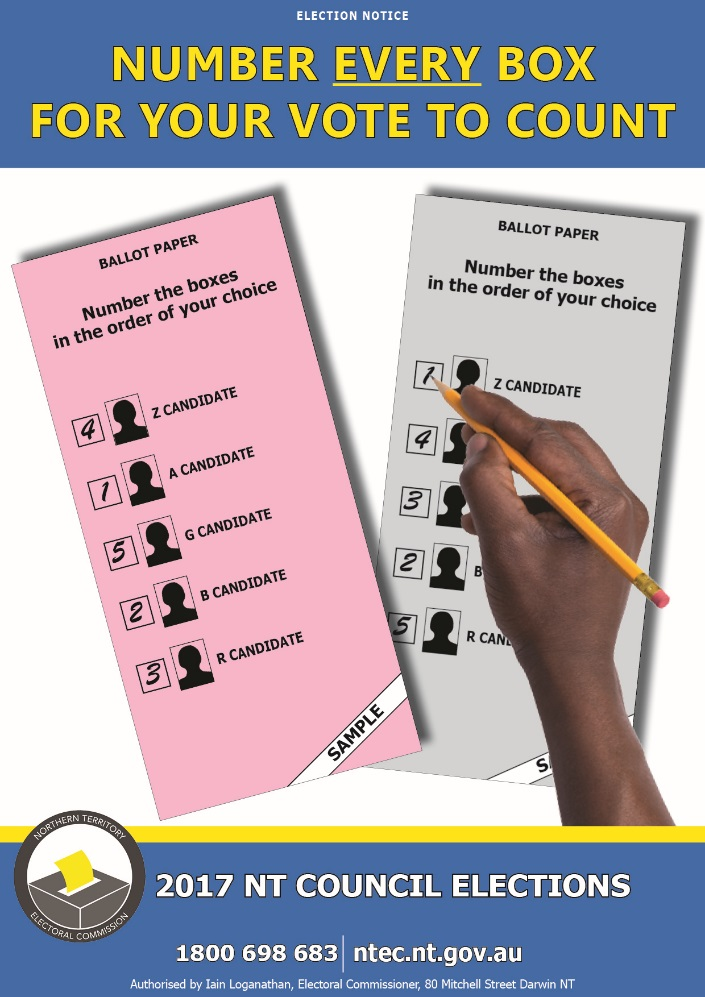 ELECTION NOTICE
NUMBER EVERY BOX
FOR YOUR VOTE TO COUNT
BALLOT PAPER
Number the boxes
in the order of your choice
4 Z CANDIDATE
1 A CANDIDATE
5 G CANDIDATE
2 B CANDIDATE
3 R CANDIDATE
SAMPLE
BALLOT PAPER
Number the boxes
in the order of your choice
1 Z CANDIDATE
4
3
2 B
5 R CAN
NORTHERN TERRITORY
ELECTORAL COMMISSION
2017 NT COUNCIL ELECTIONS
1800 698 683 ntec.nt.gov.au
Authorised by Iain Loganathan, Electoral Commissioner, 80 Mitchell Street Darwin NT